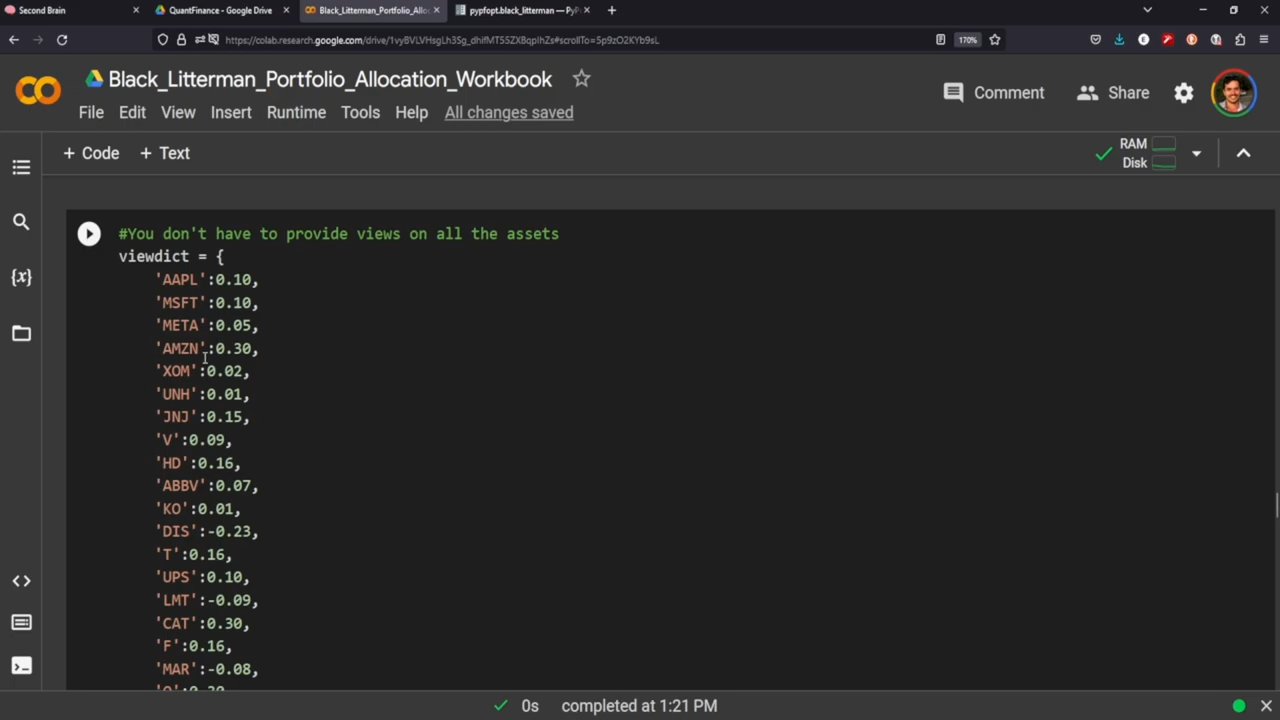 Second Brain
QuantFinance - Google Drive
Black_Litterman_Portfolio_Allo
pypfopt.black_litterman — PyP
https://colab.research.google.com/drive/1vyBVLVHsgLh3Sg_dhifMT55ZXBqpIhZs#scrollTo=5p9zO2KYb9sL
170%
Black_Litterman_Portfolio_Allocation_Workbook
Comment
Share
File Edit View Insert Runtime Tools Help All changes saved
+ Code + Text
RAM
Disk
#You don't have to provide views on all the assets
viewdict = {
'AAPL':0.10,
'MSFT':0.10,
'META':0.05,
'AMZN':0.30,
'XOM':0.02,
'UNH':0.01,
'JNJ':0.15,
'V':0.09,
'HD':0.16,
'ABBV':0.07,
'KO':0.01,
'DIS':-0.23,
'T':0.16,
'UPS':0.10,
'LMT':-0.09,
'CAT':0.30,
'F':0.16,
'MAR':-0.08,
0s completed at 1:21 PM